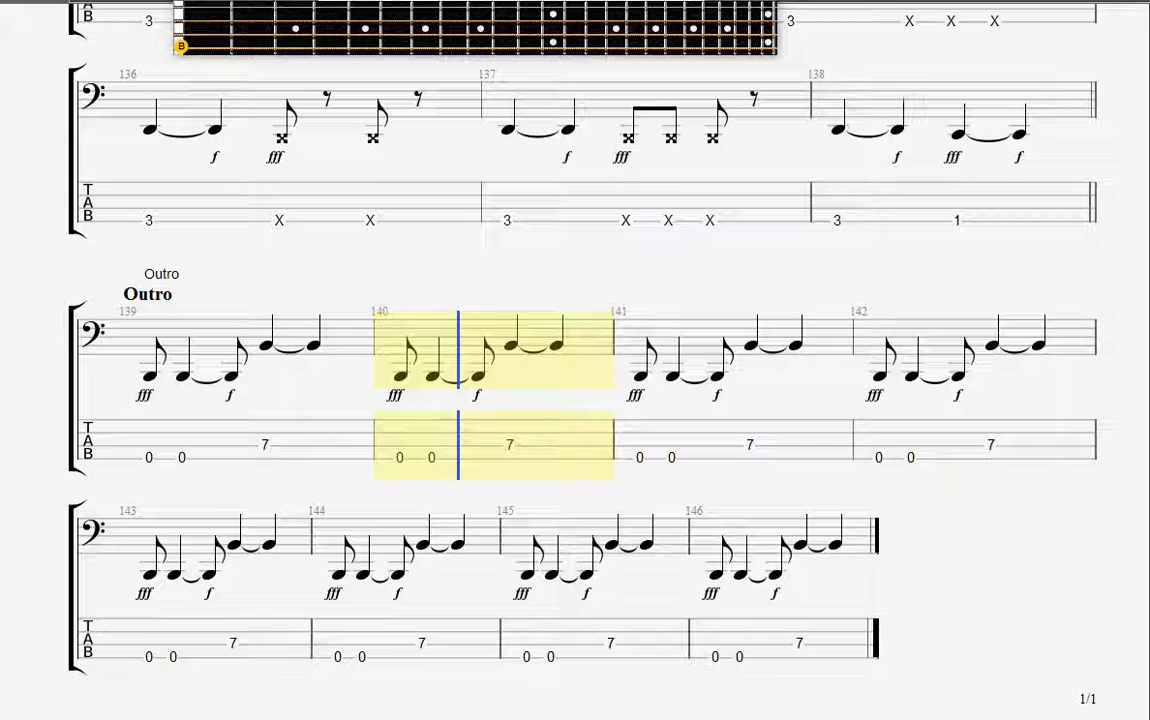 A
B 3 3 X X X
B
136 137 138
f fff f fff f fff f
T
A
B 3 X X 3 X X X 3 1
Outro
Outro
139 140 141 142
fff f fff f fff f fff f
T
A 7 7 7 7
B 0 0 0 0 0 0 0 0
143 144 145 146
fff f fff f fff f fff f
T
A 7 7 7 7
B 0 0 0 0 0 0 0 0
1/1